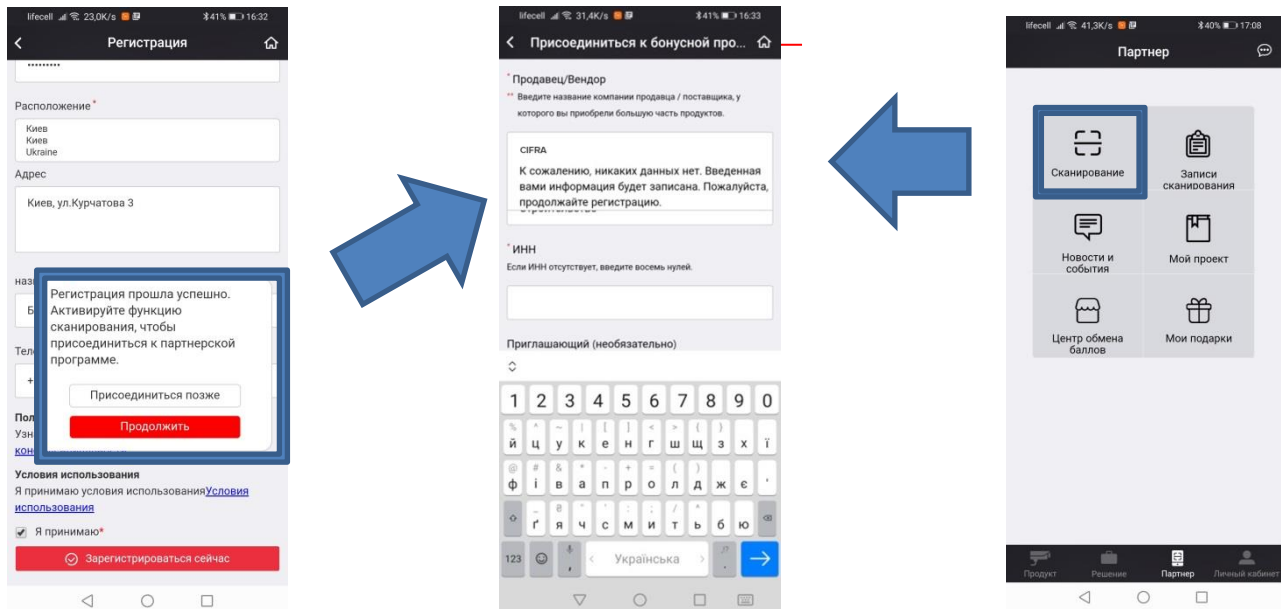 lifecell 23,0K/s 41% 16:32
Регистрация
•••••••••
Расположение*
Киев
Киев
Ukraine
Адрес
Киев, ул.Курчатова 3
Регистрация прошла успешно.
Активируйте функцию
сканирования, чтобы
присоединиться к партнерской
программе.
Присоединиться позже
Продолжить
Условия использования
Я принимаю условия использованияУсловия
использования
Я принимаю*
Зарегистрироваться сейчас
lifecell 31,4K/s 41% 16:33
Присоединиться к бонусной про...
* Продавец/Вендор
** Введите название компании продавца / поставщика, у
которого вы приобрели большую часть продуктов.
CIFRA
К сожалению, никаких данных нет. Введенная
вами информация будет записана. Пожалуйста,
продолжайте регистрацию.
* ИНН
Если ИНН отсутствует, введите восемь нулей.
Приглашающий (необязательно)
1 2 3 4 5 6 7 8 9 0
й ц у к е н г ш щ з х ї
ф і в а п р о л д ж є '
ґ я ч с м и т ь б ю
123 , < Українська > .
lifecell 41,3K/s 40% 17:08
Партнер
Сканирование
Записи
сканирования
Новости и
события
Мой проект
Центр обмена
баллов
Мои подарки
Продукт Решение Партнер Личный кабинет